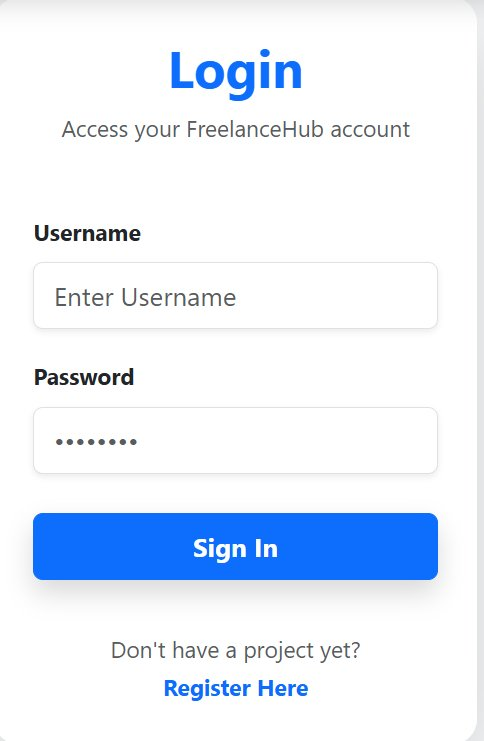 Login
Access your FreelanceHub account
Username
Enter Username
Password
••••••••
Sign In
Don't have a project yet?
Register Here